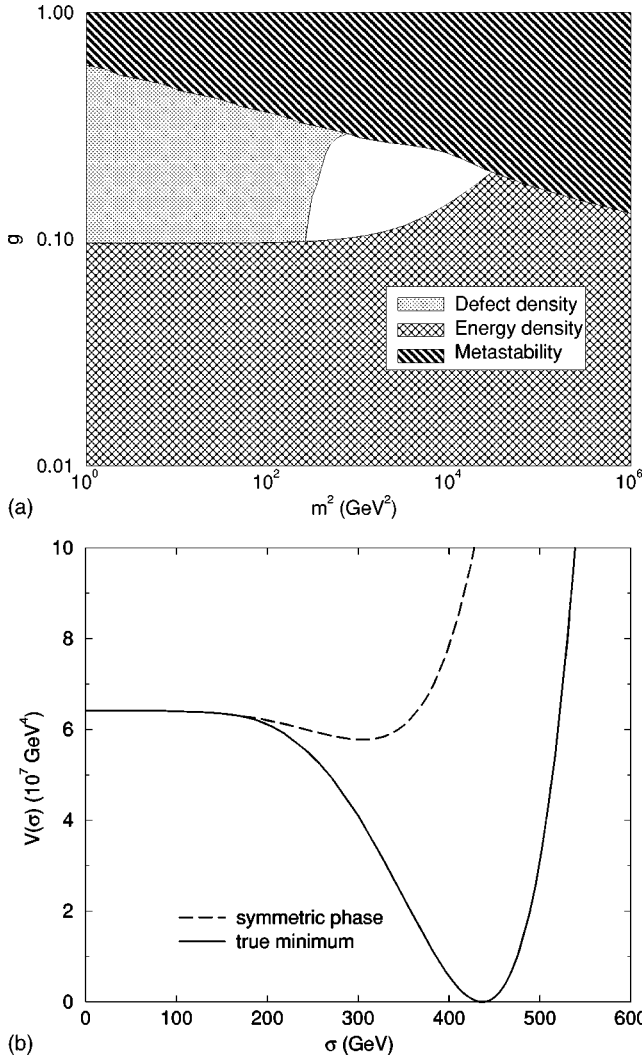 1.00
g
0.10
Defect density
Energy density
Metastability
0.01
10^0
10^2
10^4
10^6
(a)
m^2 (GeV^2)
10
8
V(σ) (10^7 GeV^4)
6
4
symmetric phase
2
true minimum
0
0
100
200
300
400
500
600
(b)
σ (GeV)